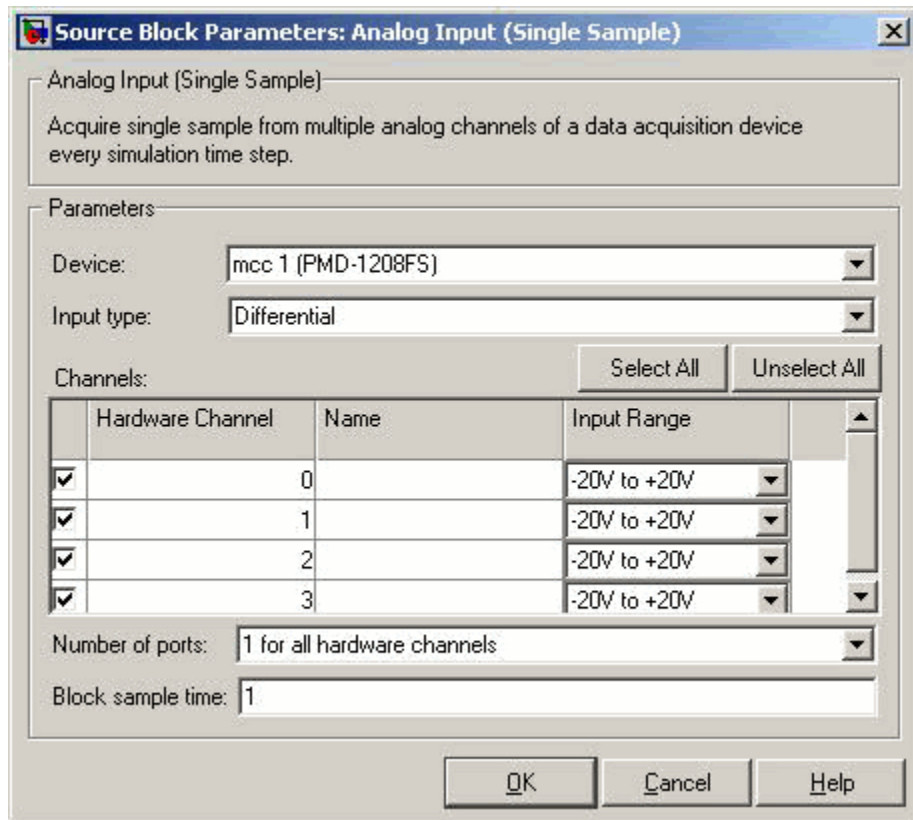 Source Block Parameters: Analog Input (Single Sample)
Analog Input (Single Sample)
Acquire single sample from multiple analog channels of a data acquisition device
every simulation time step.
Parameters
Device: mcc 1 (PMD-1208FS)
Input type: Differential
Select All Unselect All
Channels:
Hardware Channel Name Input Range
0 -20V to +20V
1 -20V to +20V
2 -20V to +20V
3 -20V to +20V
Number of ports: 1 for all hardware channels
Block sample time: 1
OK Cancel Help